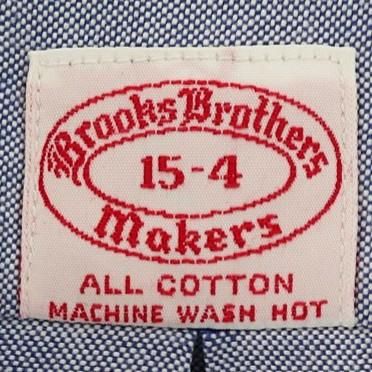 Brooks Brothers
15-4
Makers
ALL COTTON
MACHINE WASH HOT